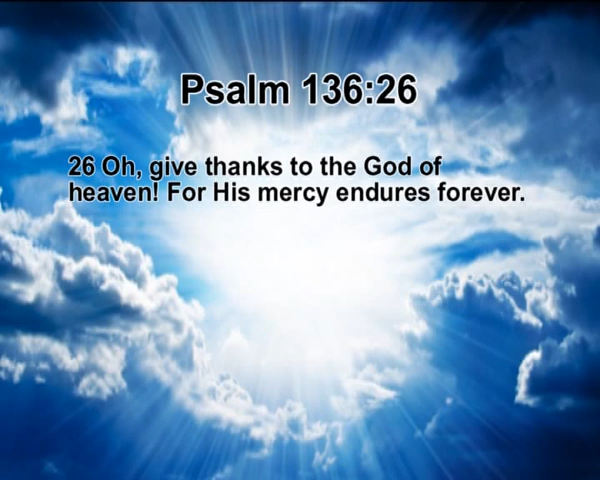 Psalm 136:26
26 Oh, give thanks to the God of
heaven! For His mercy endures forever.